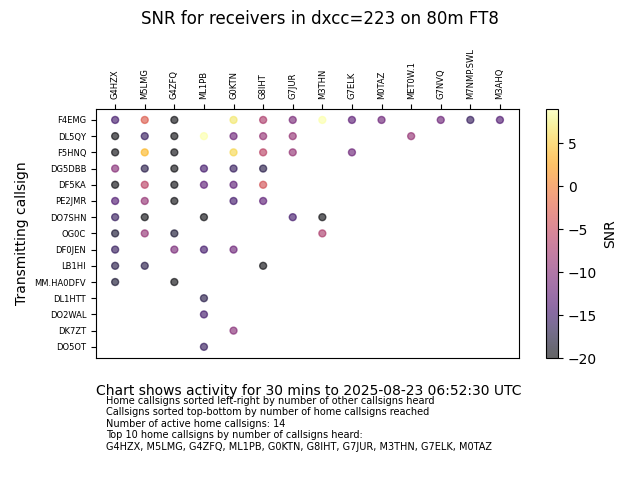 SNR for receivers in dxcc=223 on 80m FT8
G4HZX M5LMG G4ZFQ ML1PB G0KTN G8IHT G7JUR M3THN G7ELK M0TAZ MET0W.1 G7NVQ M7NMP.SWL M3AHQ
F4EMG
DL5QY
F5HNQ
DG5DBB
DF5KA
PE2JMR
DO7SHN
OG0C
DF0JEN
LB1HI
MM.HA0DFV
DL1HTT
DO2WAL
DK7ZT
DO5OT
Transmitting callsign
5
0
−5
−10
−15
−20
SNR
Chart shows activity for 30 mins to 2025-08-23 06:52:30 UTC
Home callsigns sorted left-right by number of other callsigns heard
Callsigns sorted top-bottom by number of home callsigns reached
Number of active home callsigns: 14
Top 10 home callsigns by number of callsigns heard:
G4HZX, M5LMG, G4ZFQ, ML1PB, G0KTN, G8IHT, G7JUR, M3THN, G7ELK, M0TAZ